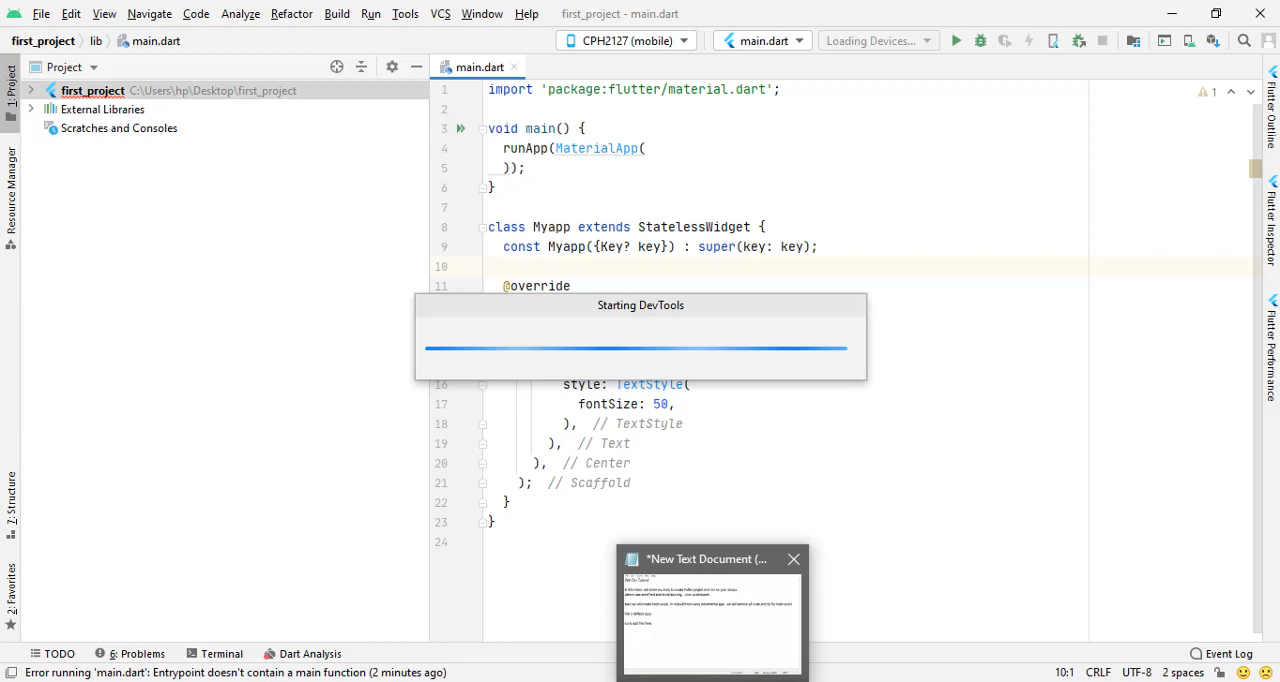 File Edit View Navigate Code Analyze Refactor Build Run Tools VCS Window Help first_project - main.dart
first_project lib main.dart CPH2127 (mobile) main.dart Loading Devices...
1: Project
Resource Manager
7: Structure
2: Favorites
Project
first_project C:\Users\hp\Desktop\first_project
External Libraries
Scratches and Consoles
main.dart
1 import 'package:flutter/material.dart';
2
3 void main() {
4 runApp(MaterialApp(
5 ));
6 }
7
8 class Myapp extends StatelessWidget {
9 const Myapp({Key? key}) : super(key: key);
10
11 @override
Starting DevTools
16 style: TextStyle(
17 fontSize: 50,
18 ), // TextStyle
19 ), // Text
20 ), // Center
21 ); // Scaffold
22 }
23 }
24
1
Flutter Outline
Flutter Inspector
Flutter Performance
*New Text Document (...
TODO 6: Problems Terminal Dart Analysis Event Log
Error running 'main.dart': Entrypoint doesn't contain a main function (2 minutes ago) 10:1 CRLF UTF-8 2 spaces